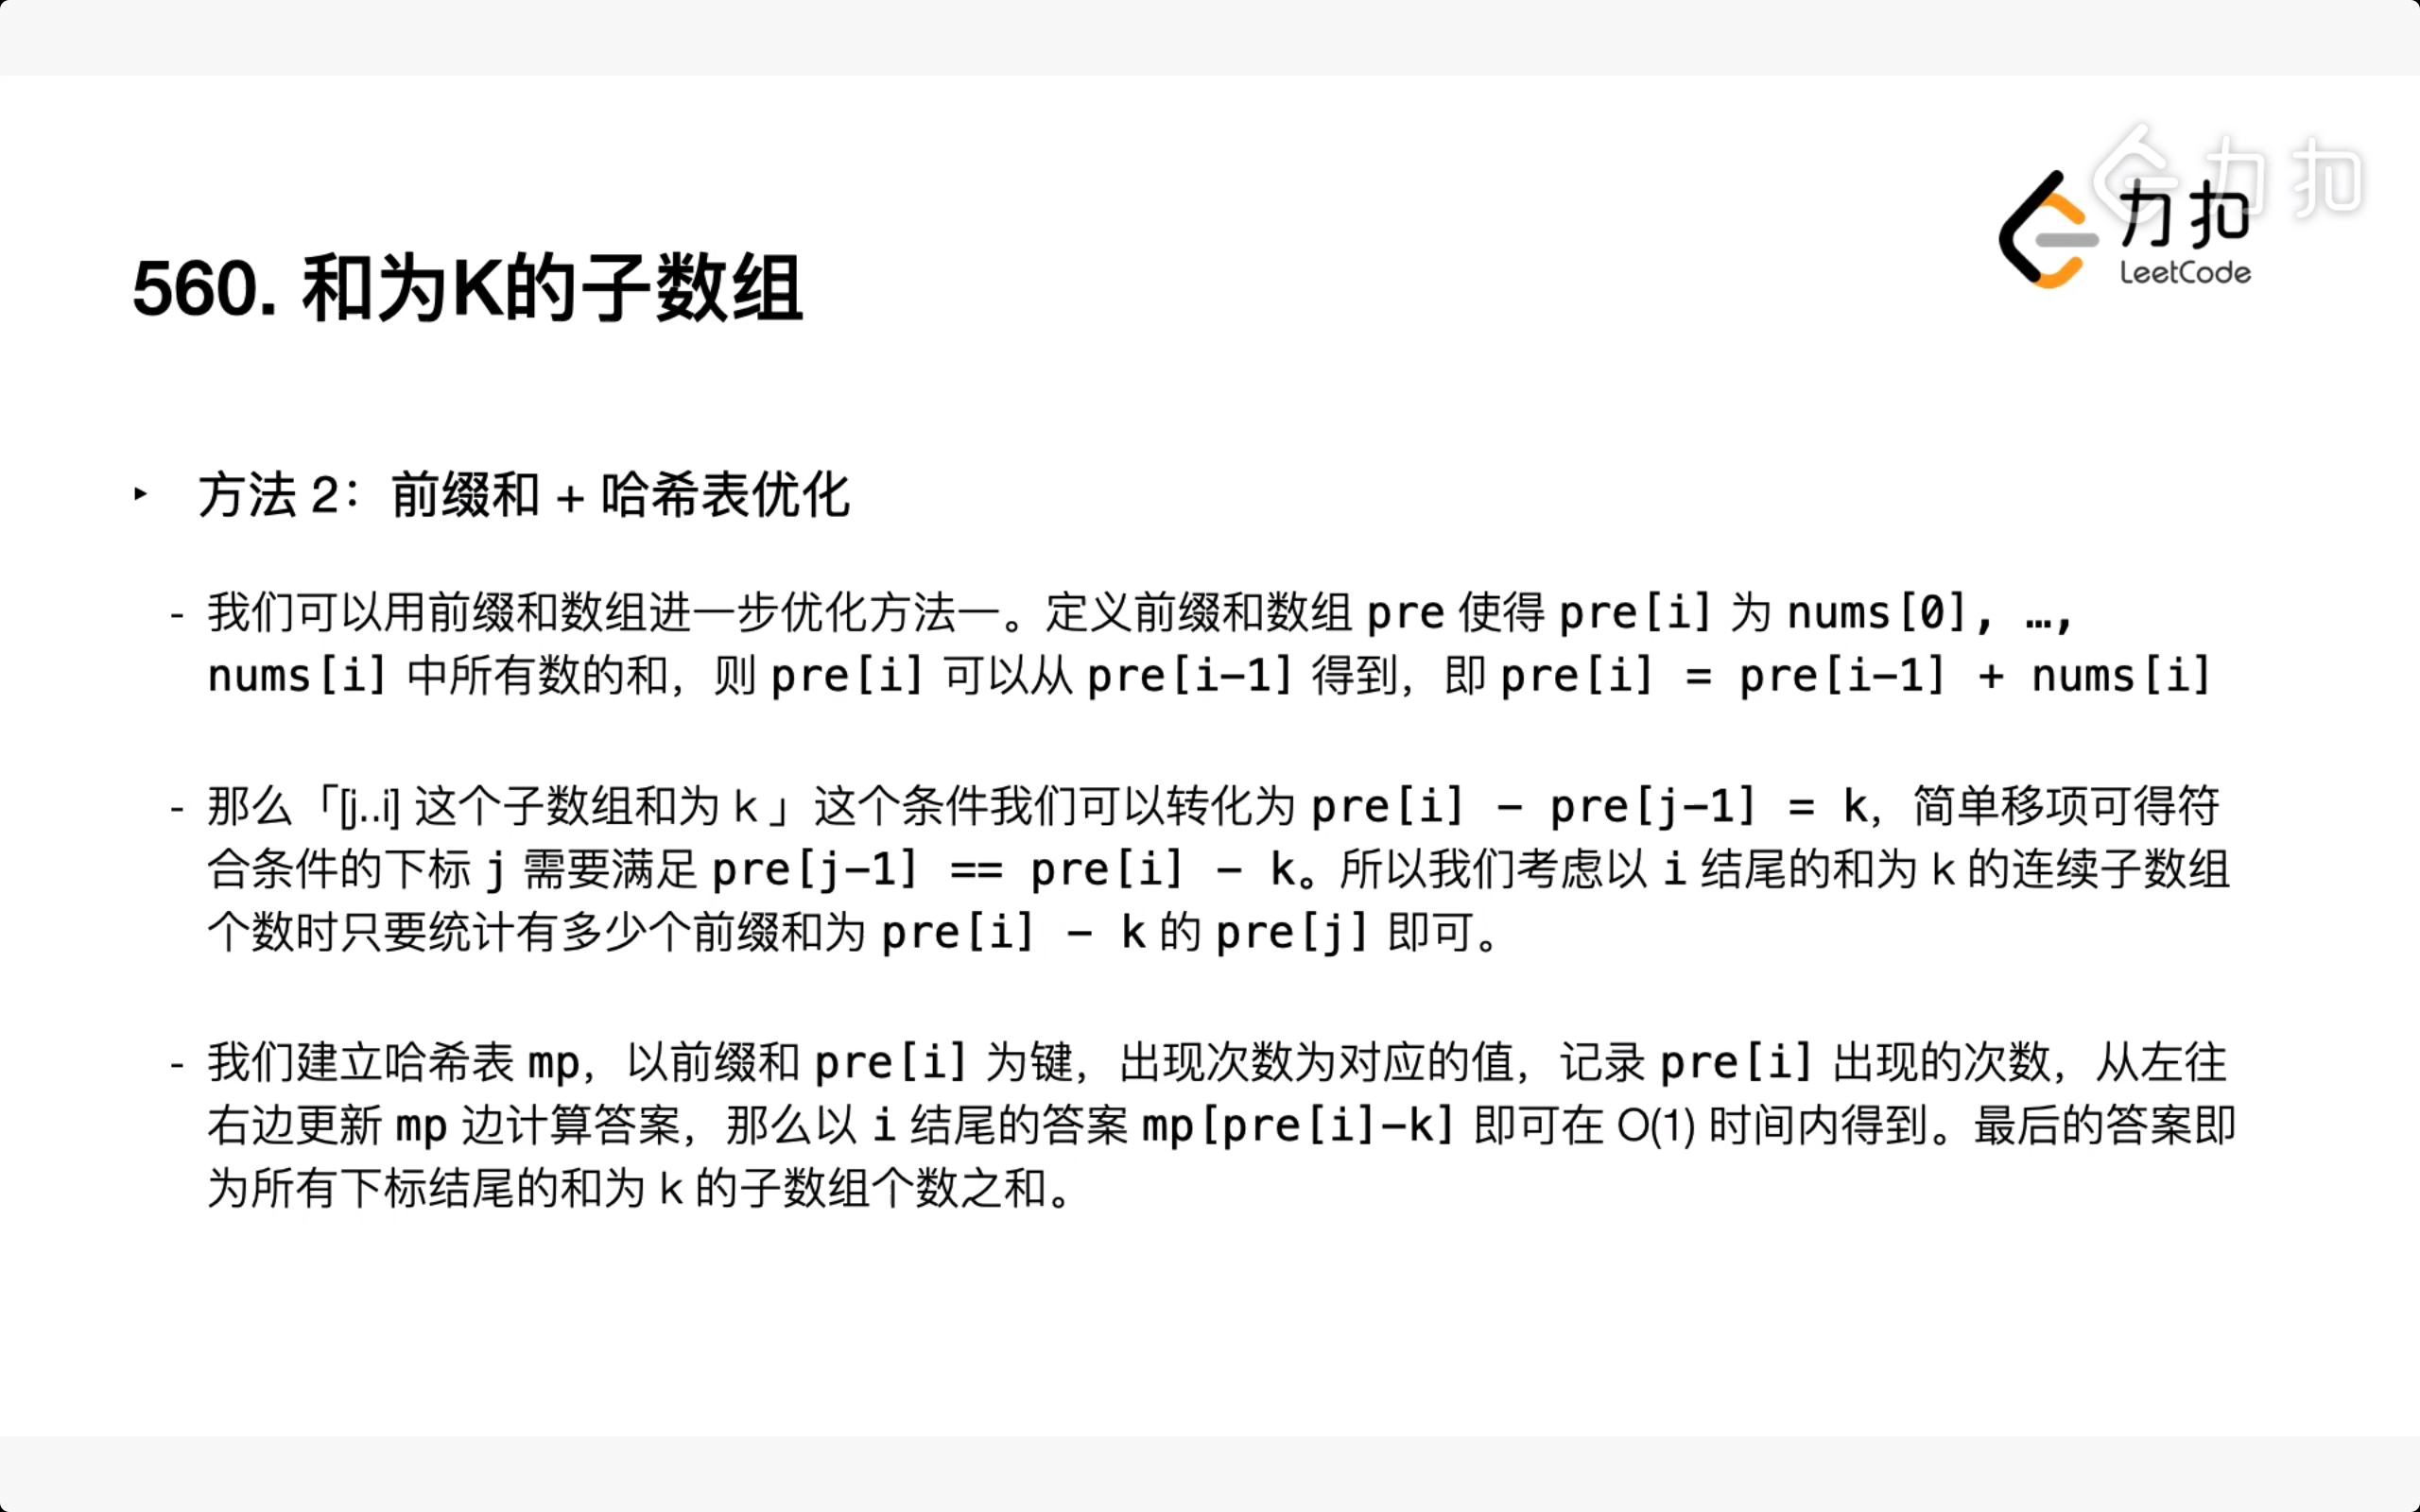 力扣
力扣
LeetCode
560. 和为K的子数组
‣ 方法 2：前缀和 + 哈希表优化
- 我们可以用前缀和数组进一步优化方法一。定义前缀和数组 pre 使得 pre[i] 为 nums[0], …,
nums[i] 中所有数的和，则 pre[i] 可以从 pre[i−1] 得到，即 pre[i] = pre[i−1] + nums[i]
- 那么「[j..i] 这个子数组和为 k 」这个条件我们可以转化为 pre[i] − pre[j−1] = k，简单移项可得符
合条件的下标 j 需要满足 pre[j−1] == pre[i] − k。所以我们考虑以 i 结尾的和为 k 的连续子数组
个数时只要统计有多少个前缀和为 pre[i] − k 的 pre[j] 即可。
- 我们建立哈希表 mp，以前缀和 pre[i] 为键，出现次数为对应的值，记录 pre[i] 出现的次数，从左往
右边更新 mp 边计算答案，那么以 i 结尾的答案 mp[pre[i]−k] 即可在 O(1) 时间内得到。最后的答案即
为所有下标结尾的和为 k 的子数组个数之和。